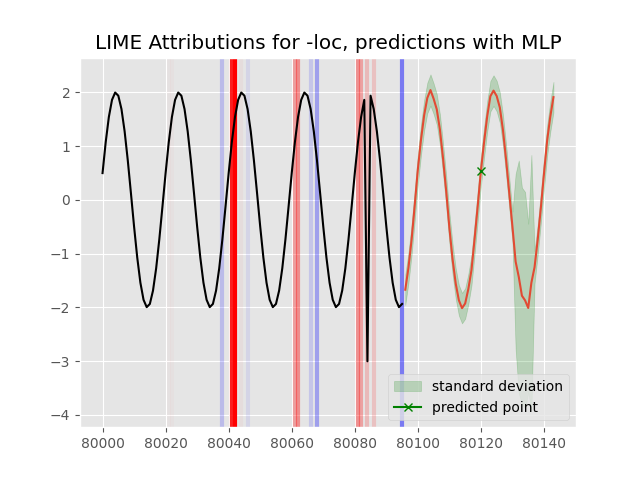 LIME Attributions for -loc, predictions with MLP
2
1
0
−1
−2
−3
−4
standard deviation
predicted point
80000 80020 80040 80060 80080 80100 80120 80140